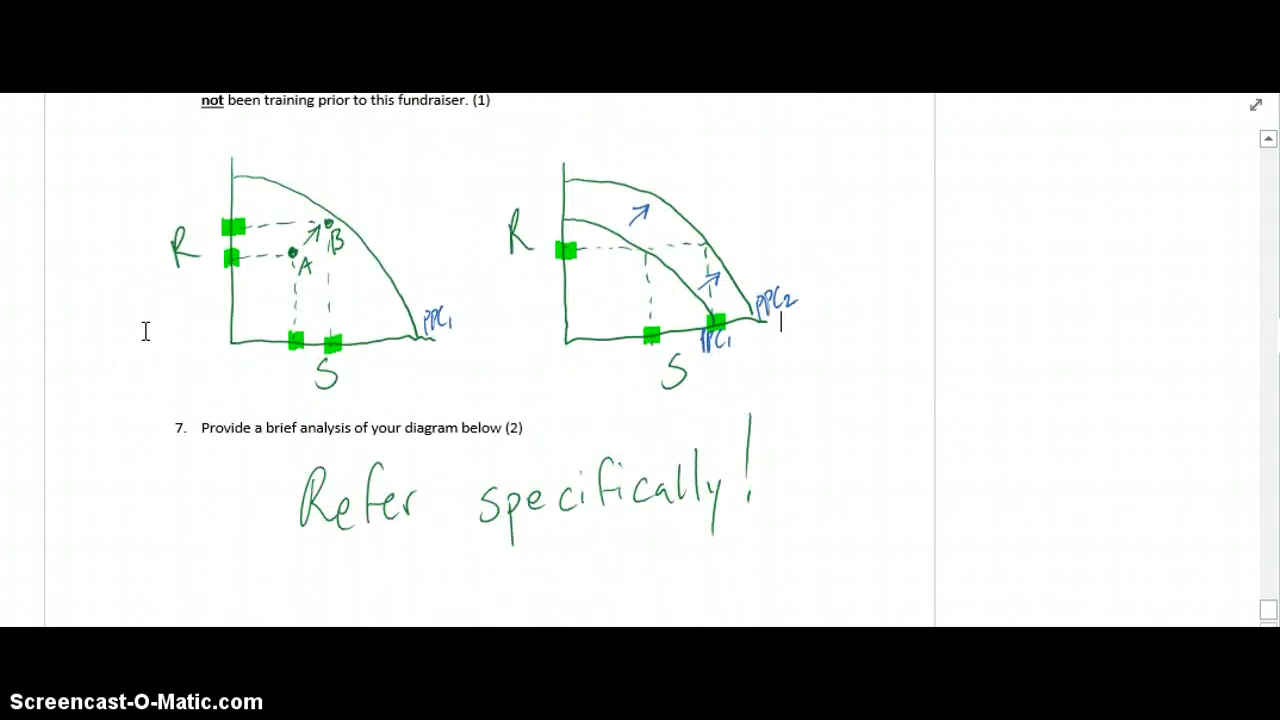 not been training prior to this fundraiser. (1)
R
A
B
PPC1
S
R
PPC2
PPC1
S
7. Provide a brief analysis of your diagram below (2)
Refer specifically!
Screencast-O-Matic.com